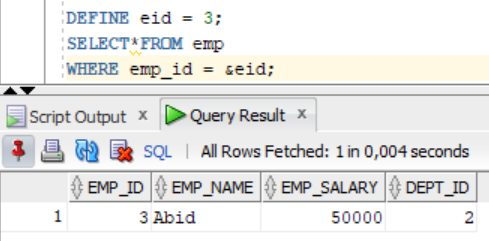 DEFINE eid = 3;
SELECT*FROM emp
WHERE emp_id = &eid;
Script Output x Query Result x
SQL | All Rows Fetched: 1 in 0,004 seconds
EMP_ID EMP_NAME EMP_SALARY DEPT_ID
1 3 Abid 50000 2